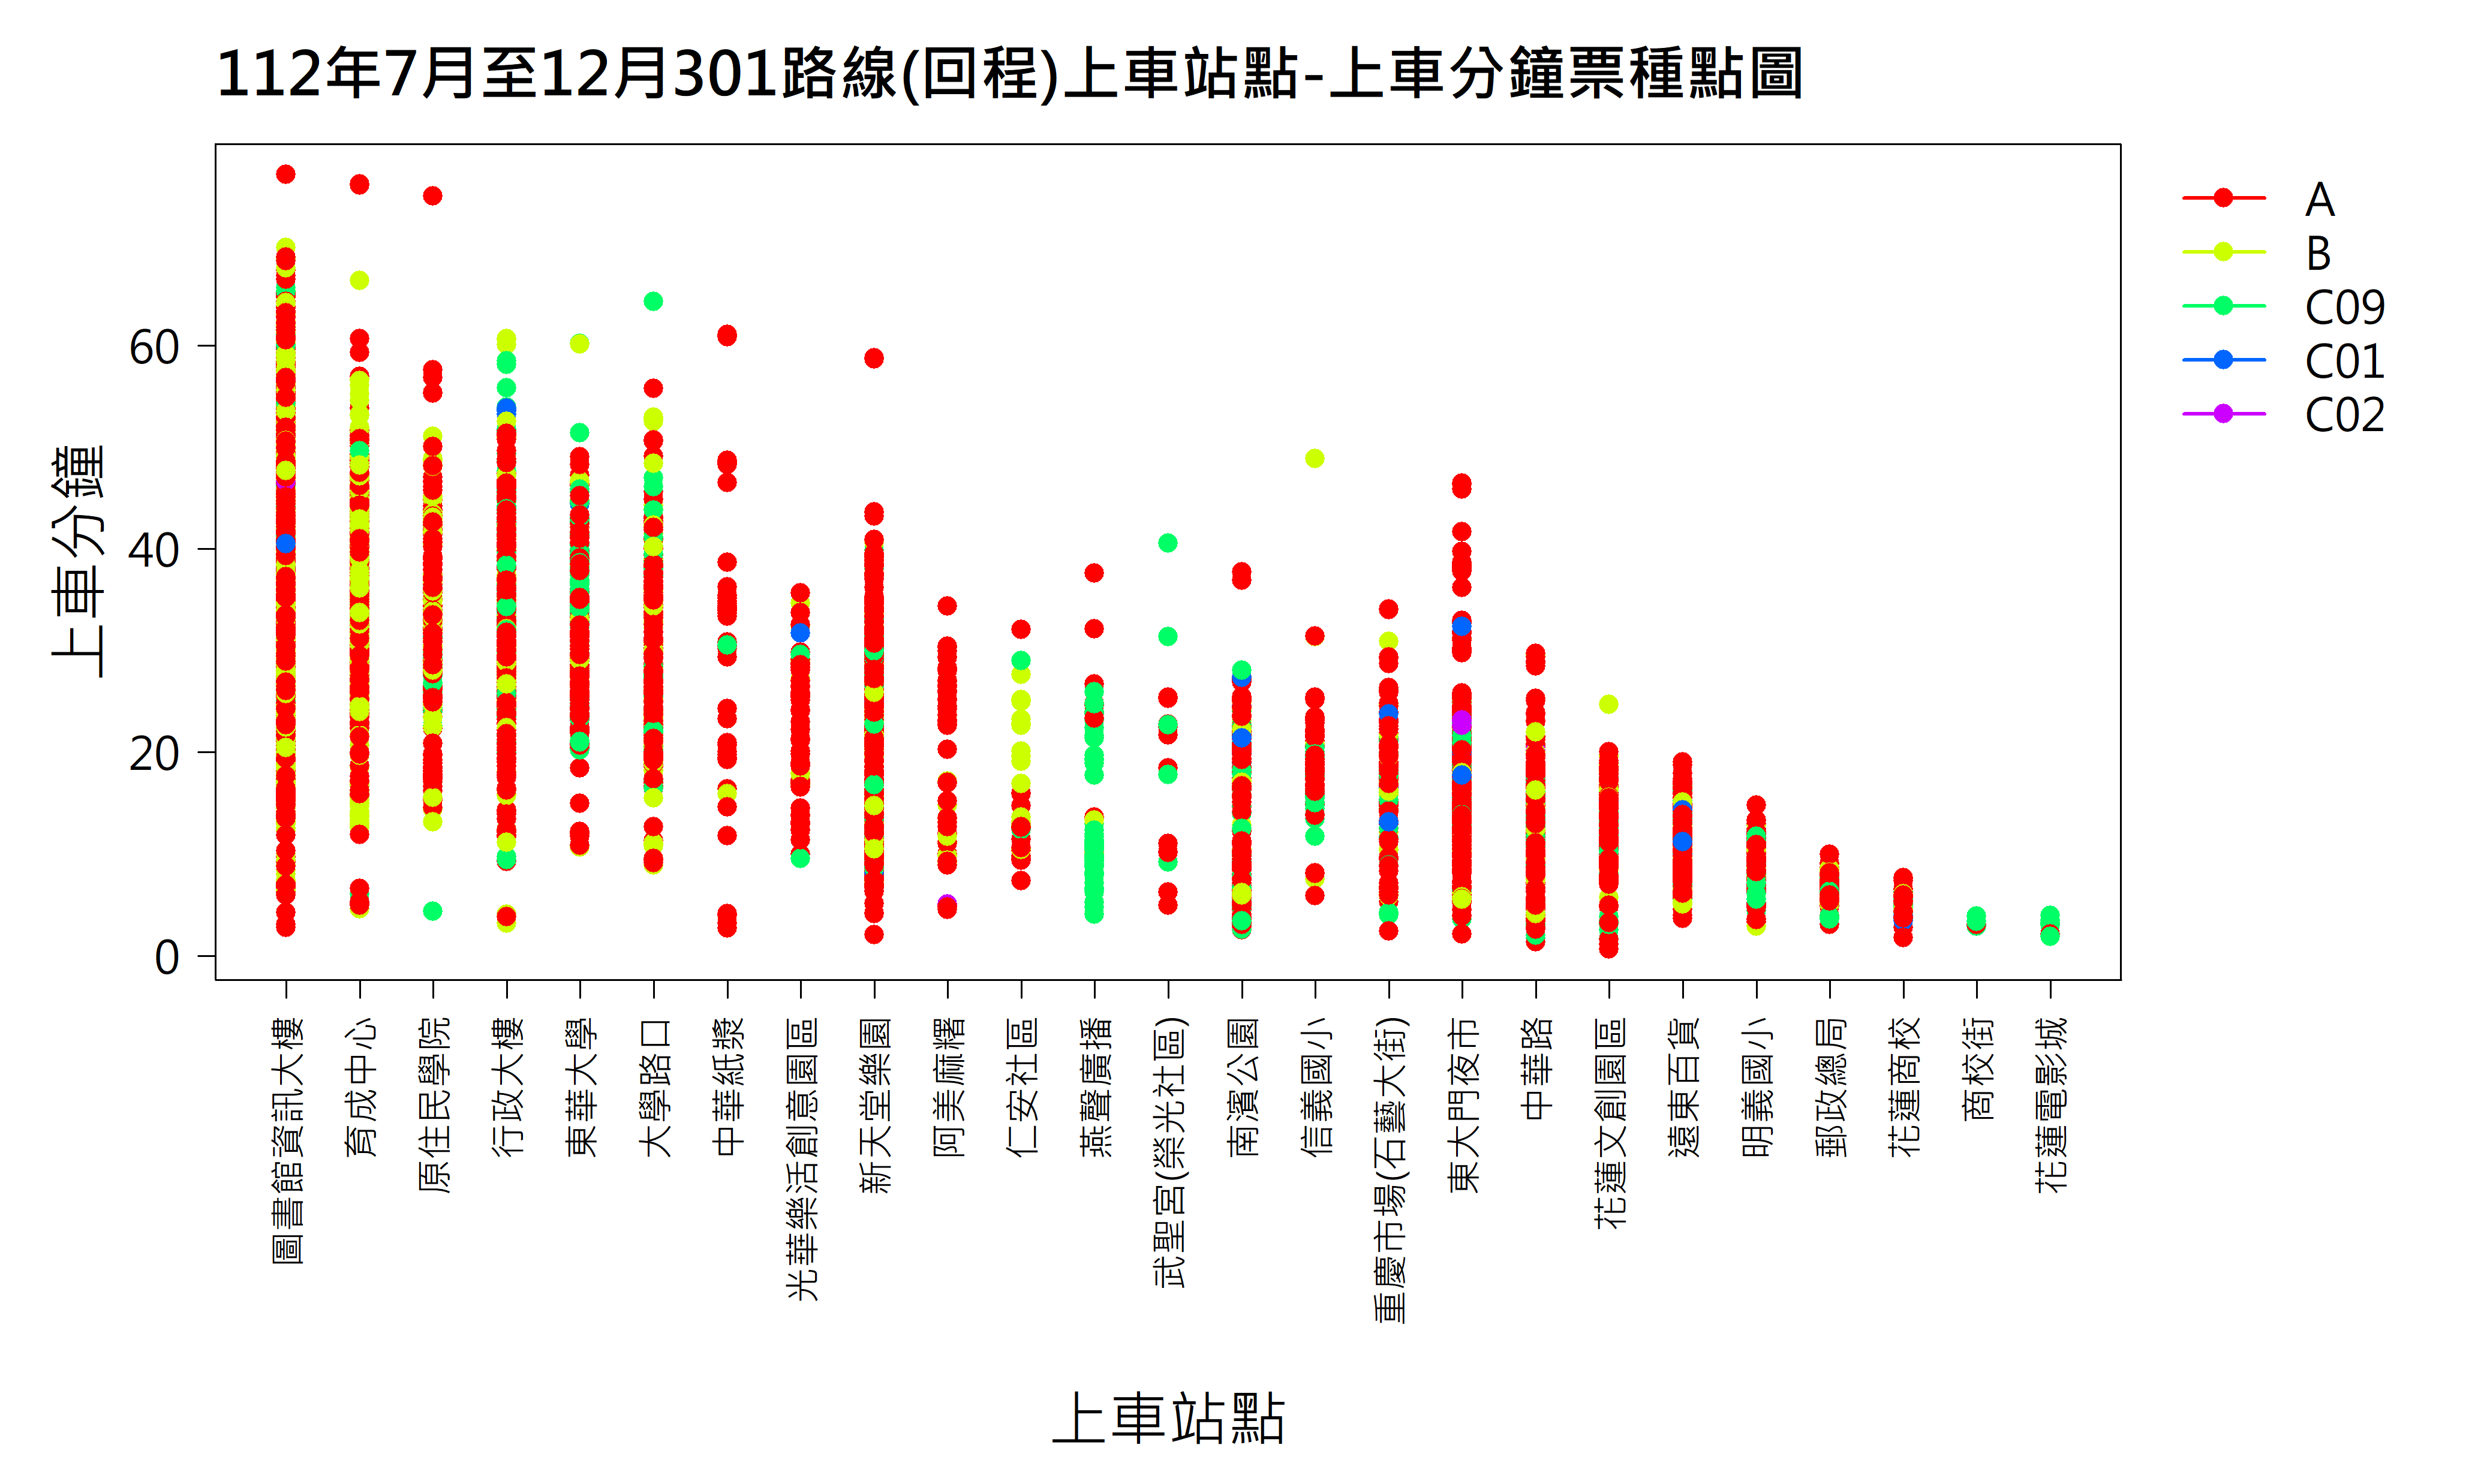 112年7月至12月301路線(回程)上車站點-上車分鐘票種點圖
上車分鐘
60
40
20
0
A
B
C09
C01
C02
圖書館資訊大樓
育成中心
原住民學院
行政大樓
東華大學
大學路口
中華紙漿
光華樂活創意園區
新天堂樂園
阿美麻糬
仁安社區
燕聲廣播
武聖宮(榮光社區)
南濱公園
信義國小
重慶市場(石藝大街)
東大門夜市
中華路
花蓮文創園區
遠東百貨
明義國小
郵政總局
花蓮商校
商校街
花蓮電影城
上車站點